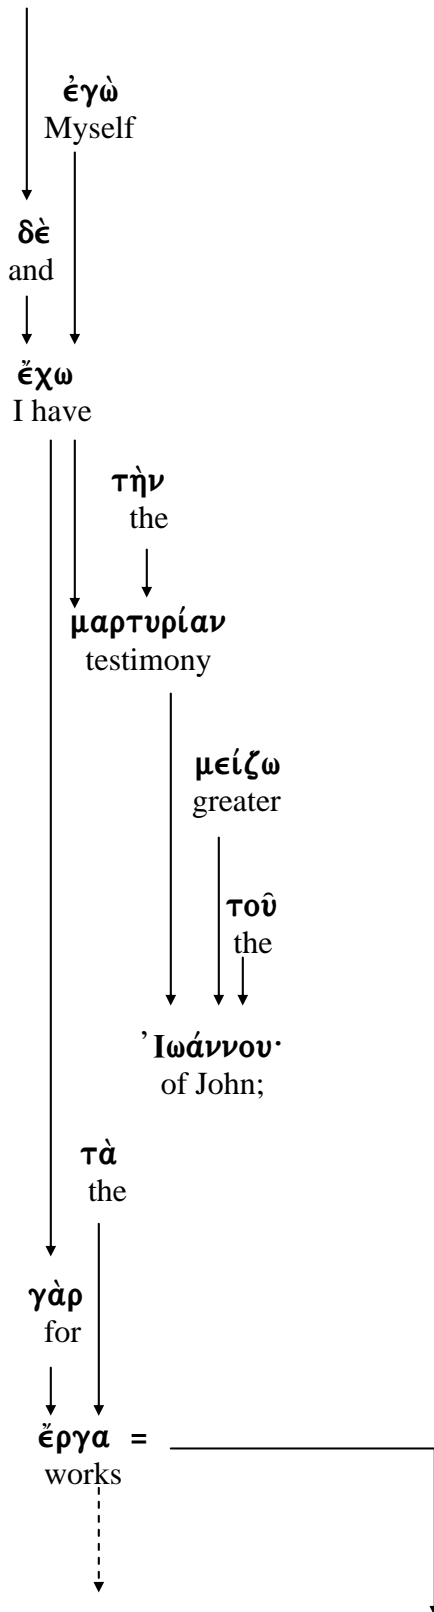 ἐγὼ
Myself
δὲ
and
ἔχω
I have
τὴν
the
μαρτυρίαν
testimony
μείζω
greater
τοῦ
the
Ἰωάννου·
of John;
τὰ
the
γὰρ
for
ἔργα =
works